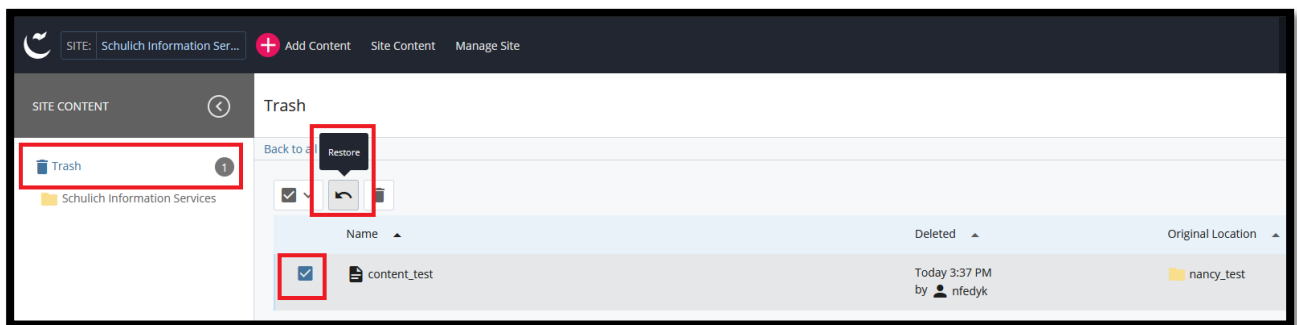 SITE: Schulich Information Ser... Add Content Site Content Manage Site
SITE CONTENT
Trash
Back to all
Restore
Trash 1
Schulich Information Services
Name Deleted Original Location
content_test Today 3:37 PM nancy_test
by nfedyk